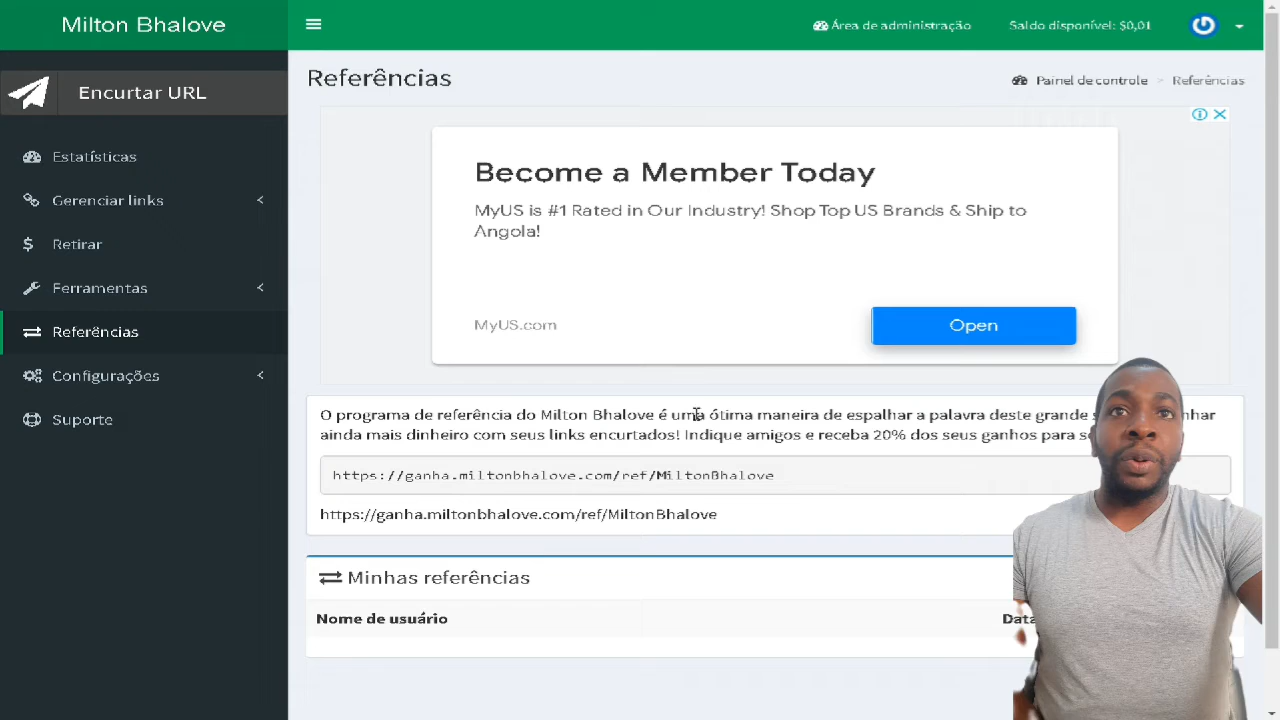 Milton Bhalove
Área de administração
Saldo disponível: $0,01
Encurtar URL
Referências
Painel de controle > Referências
Estatísticas
Gerenciar links
Retirar
Ferramentas
Referências
Configurações
Suporte
Become a Member Today
MyUS is #1 Rated in Our Industry! Shop Top US Brands & Ship to
Angola!
MyUS.com
Open
O programa de referência do Milton Bhalove é uma ótima maneira de espalhar a palavra deste grande
ainda mais dinheiro com seus links encurtados! Indique amigos e receba 20% dos seus ganhos para
https://ganha.miltonbhalove.com/ref/MiltonBhalove
https://ganha.miltonbhalove.com/ref/MiltonBhalove
Minhas referências
Nome de usuário
Data